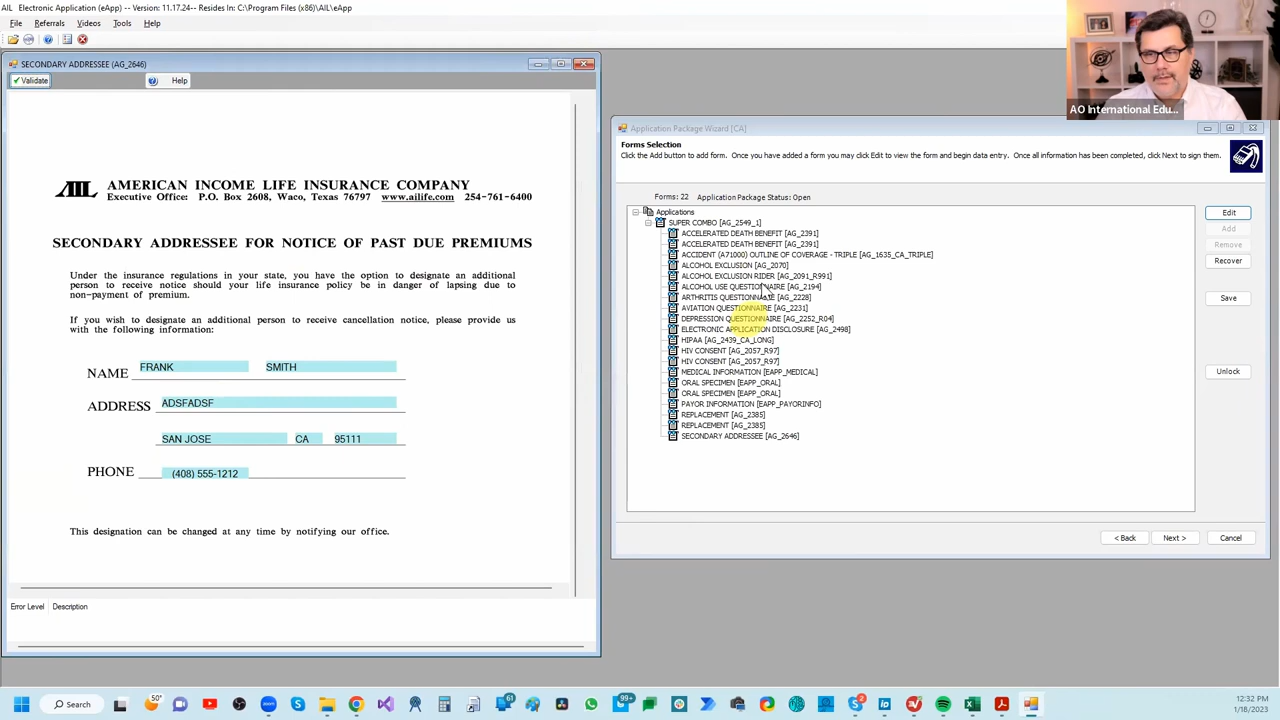 AIL Electronic Application (eApp) -- Version: 11.17.24-- Resides In: C:\Program Files (x86)\AIL\eApp
File Referrals Videos Tools Help
SECONDARY ADDRESSEE [AG_2646]
Validate Help
AIL AMERICAN INCOME LIFE INSURANCE COMPANY
Executive Office: P.O. Box 2608, Waco, Texas 76797 www.ailife.com 254-761-6400
SECONDARY ADDRESSEE FOR NOTICE OF PAST DUE PREMIUMS
Under the insurance regulations in your state, you have the option to designate an additional
person to receive notice should your life insurance policy be in danger of lapsing due to
non-payment of premium.
If you wish to designate an additional person to receive cancellation notice, please provide us
with the following information:
NAME FRANK SMITH
ADDRESS ADSFADSF
SAN JOSE CA 95111
PHONE (408) 555-1212
This designation can be changed at any time by notifying our office.
Error Level Description
AO International Edu...
Application Package Wizard [CA]
Forms Selection
Click the Add button to add form. Once you have added a form you may click Edit to view the form and begin data entry. Once all information has been completed, click Next to sign them.
Forms: 22 Application Package Status: Open
Applications
SUPER COMBO [AG_2549_1]
ACCELERATED DEATH BENEFIT [AG_2391]
ACCELERATED DEATH BENEFIT [AG_2391]
ACCIDENT (A71000) OUTLINE OF COVERAGE - TRIPLE [AG_1635_CA_TRIPLE]
ALCOHOL EXCLUSION [AG_2070]
ALCOHOL EXCLUSION RIDER [AG_2091_R991]
ALCOHOL USE QUESTIONNAIRE [AG_2194]
ARTHRITIS QUESTIONNAIRE [AG_2228]
AVIATION QUESTIONNAIRE [AG_2231]
DEPRESSION QUESTIONNAIRE [AG_2252_R04]
ELECTRONIC APPLICATION DISCLOSURE [AG_2498]
HIPAA [AG_2439_CA_LONG]
HIV CONSENT [AG_2057_R97]
HIV CONSENT [AG_2057_R97]
MEDICAL INFORMATION [EAPP_MEDICAL]
ORAL SPECIMEN [EAPP_ORAL]
ORAL SPECIMEN [EAPP_ORAL]
PAYOR INFORMATION [EAPP_PAYORINFO]
REPLACEMENT [AG_2385]
REPLACEMENT [AG_2385]
SECONDARY ADDRESSEE [AG_2646]
Edit
Add
Remove
Recover
Save
Unlock
< Back Next > Cancel
Search 50° 61 99+ 2
12:32 PM
1/18/2023